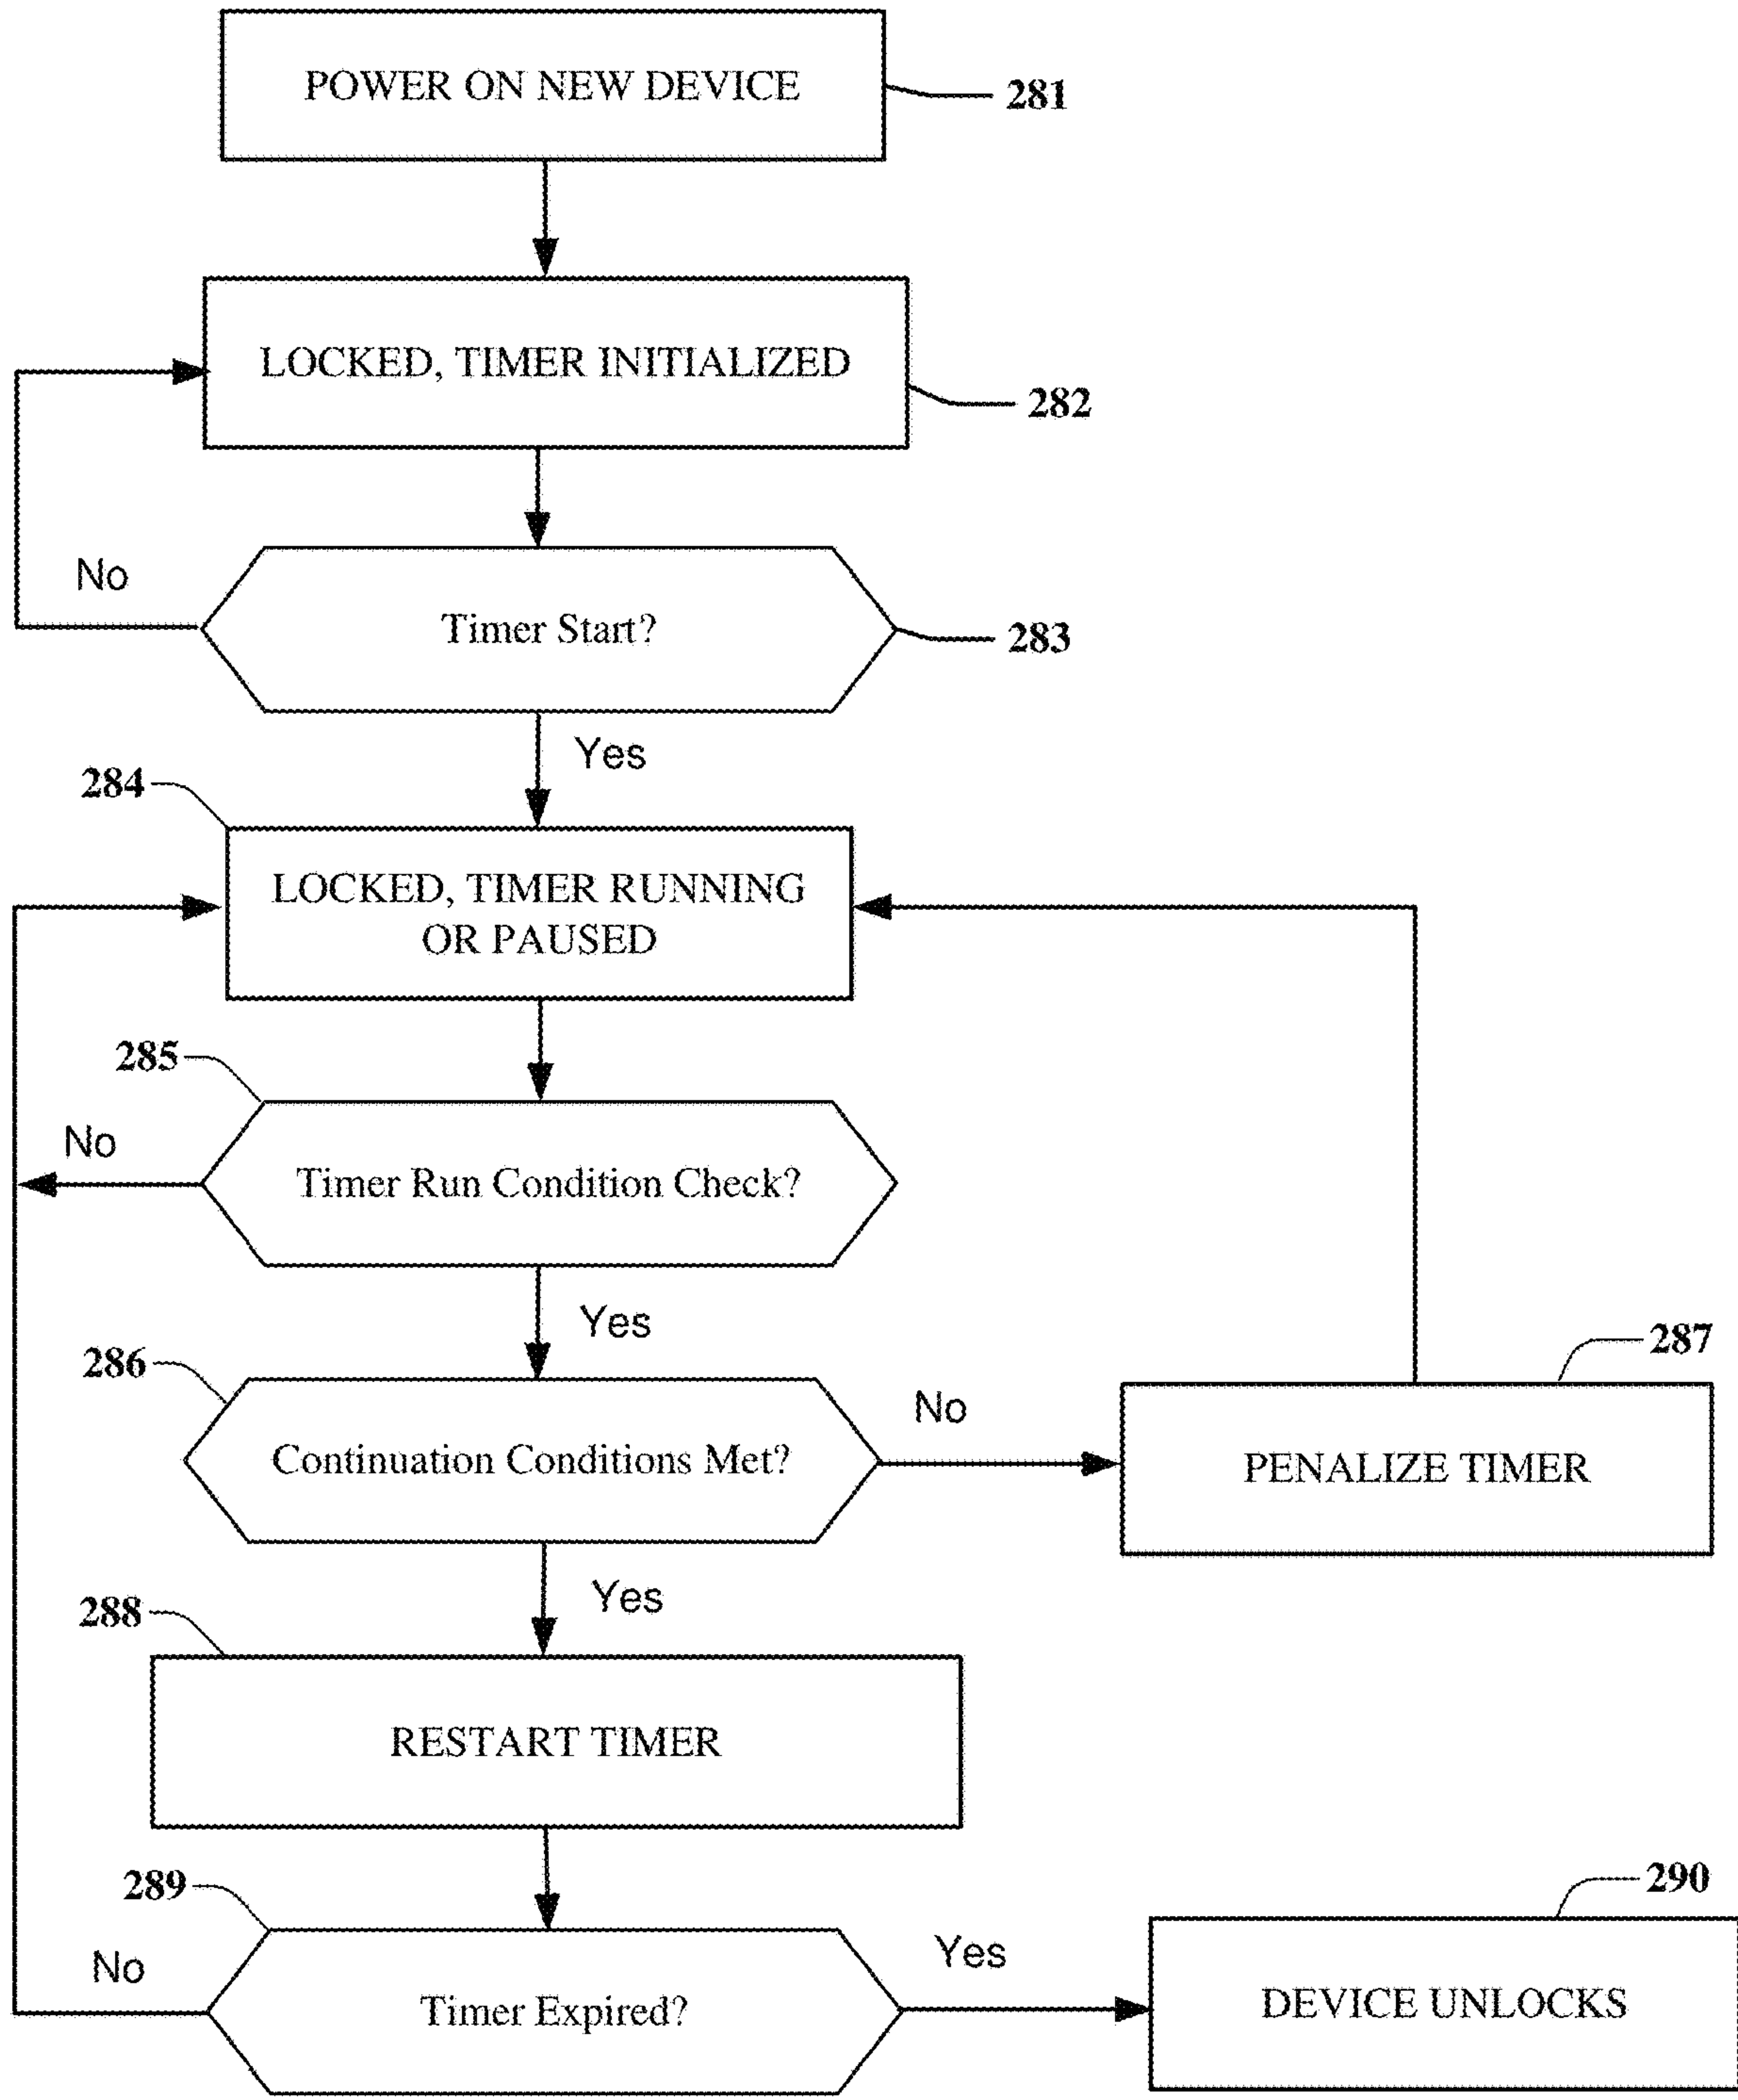 POWER ON NEW DEVICE
281
LOCKED, TIMER INITIALIZED
282
No
Timer Start?
283
Yes
284
LOCKED, TIMER RUNNING
OR PAUSED
285
No
Timer Run Condition Check?
Yes
286
Continuation Conditions Met?
No
287
PENALIZE TIMER
Yes
288
RESTART TIMER
289
No
Timer Expired?
Yes
290
DEVICE UNLOCKS